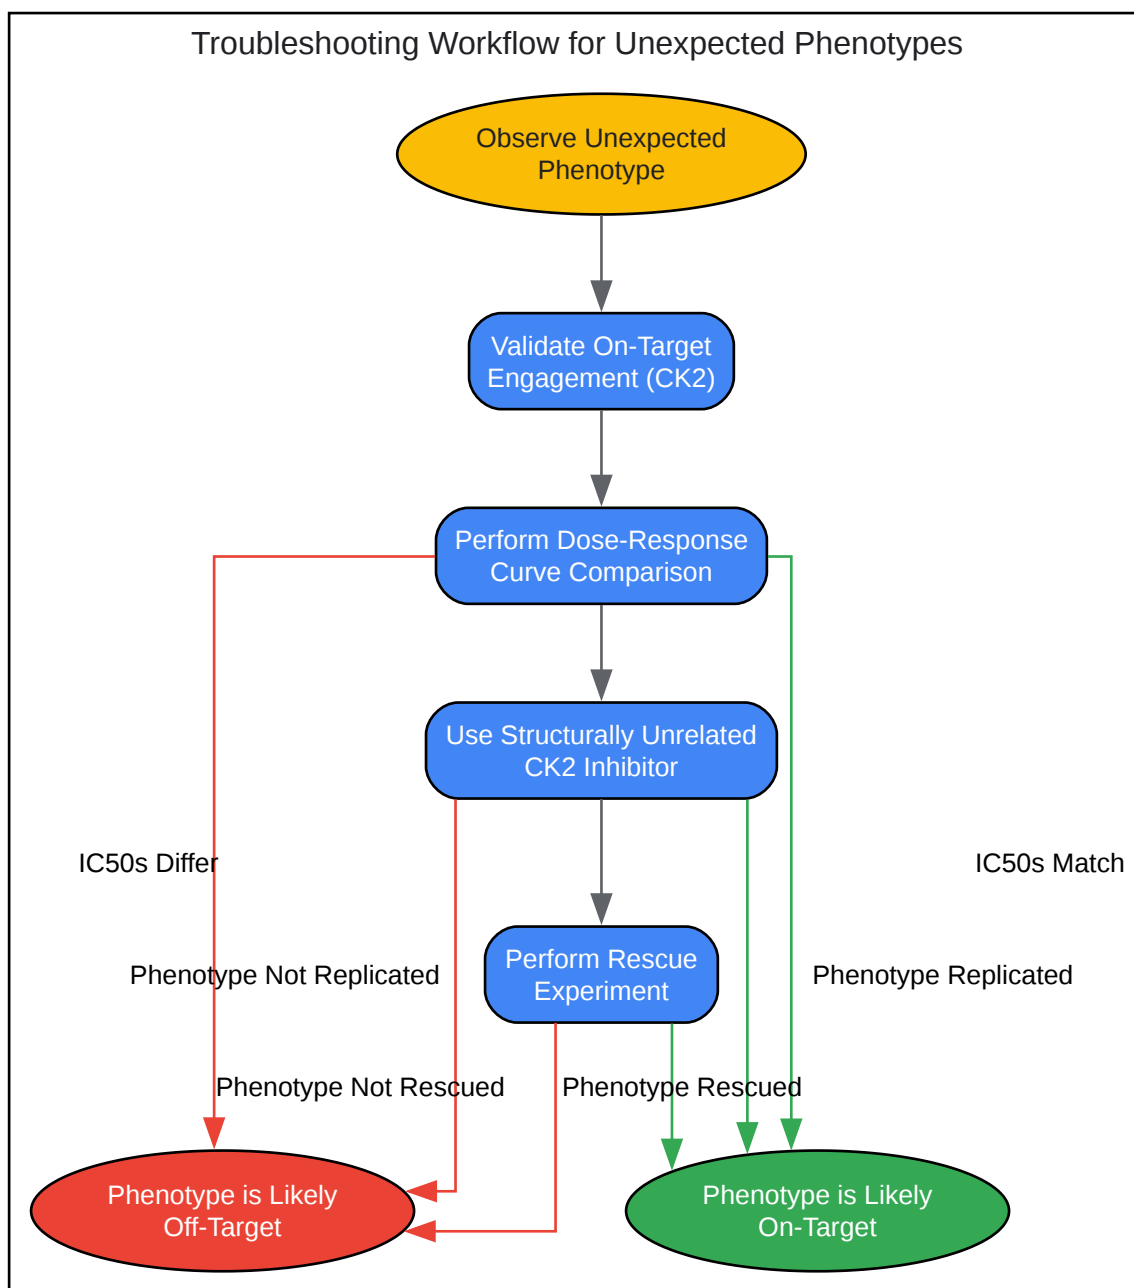 Troubleshooting Workflow for Unexpected Phenotypes
Observe Unexpected
Phenotype
Validate On-Target
Engagement (CK2)
Perform Dose-Response
Curve Comparison
Use Structurally Unrelated
CK2 Inhibitor
IC50s Differ
IC50s Match
Perform Rescue
Experiment
Phenotype Not Replicated
Phenotype Replicated
Phenotype Not Rescued
Phenotype Rescued
Phenotype is Likely
Off-Target
Phenotype is Likely
On-Target